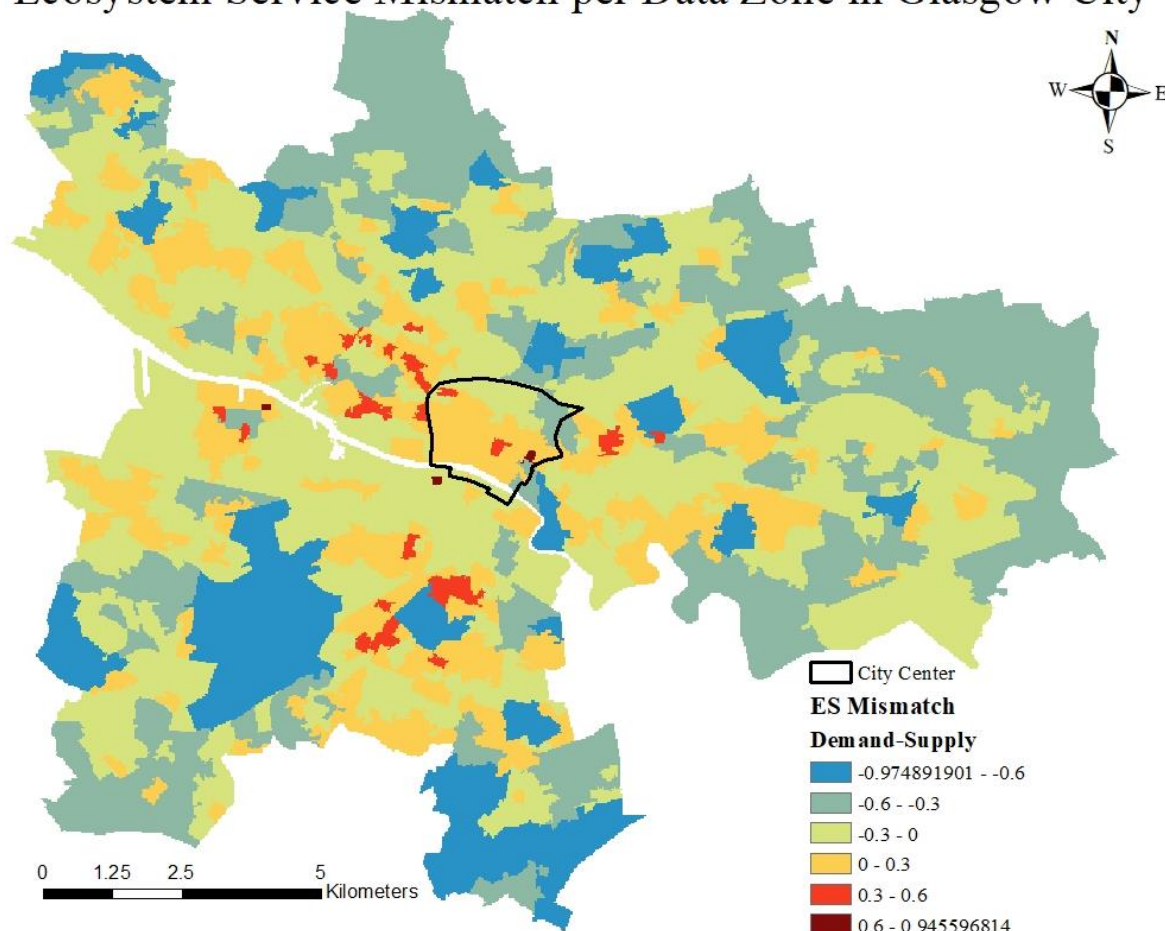 Ecosystem Service Mismatch per Data Zone in Glasgow City
N
W
E
S
City Center
ES Mismatch
Demand-Supply
-0.974891901 - -0.6
-0.6 - -0.3
-0.3 - 0
0 - 0.3
0.3 - 0.6
0.6 - 0.945596814
0 1.25 2.5 5
Kilometers